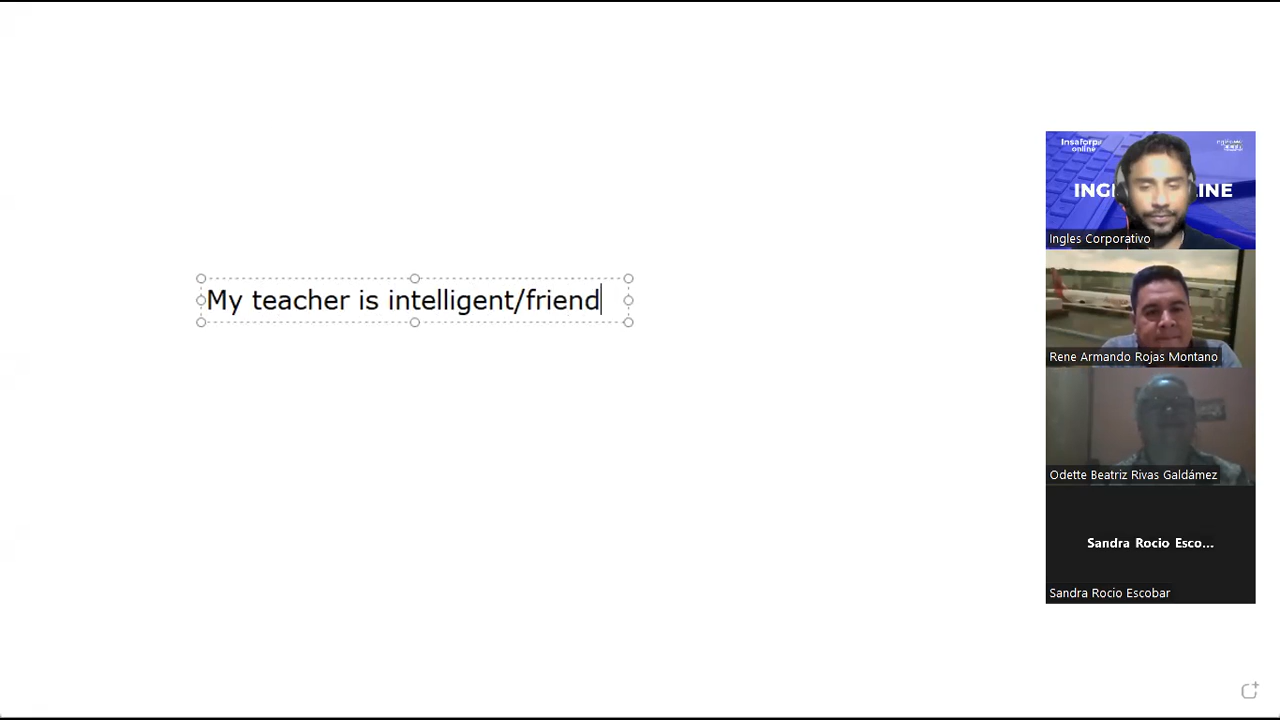 My teacher is intelligent/friend
Insaforp
online
INGL
INE
Ingles Corporativo
Rene Armando Rojas Montano
Odette Beatriz Rivas Galdámez
Sandra Rocio Esco...
Sandra Rocio Escobar